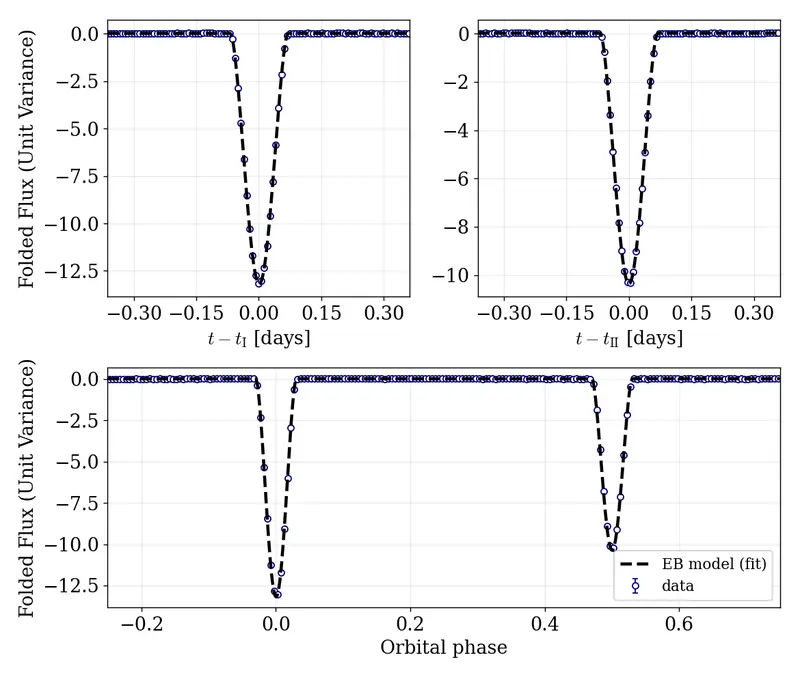 Folded Flux (Unit Variance)
0.0
−2.5
−5.0
−7.5
−10.0
−12.5
−0.30 −0.15 0.00 0.15 0.30
t − tI [days]
0
−2
−4
−6
−8
−10
−0.30 −0.15 0.00 0.15 0.30
t − tII [days]
Folded Flux (Unit Variance)
0.0
−2.5
−5.0
−7.5
−10.0
−12.5
EB model (fit)
data
−0.2 0.0 0.2 0.4 0.6
Orbital phase